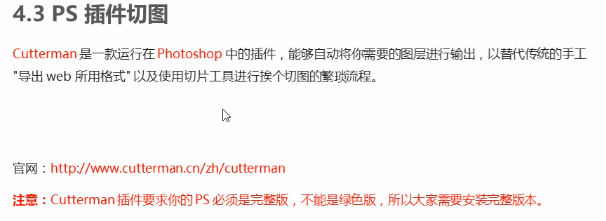 4.3 PS 插件切图
Cutterman 是一款运行在 Photoshop 中的插件，能够自动将你需要的图层进行输出，以替代传统的手工
"导出 web 所用格式" 以及使用切片工具进行挨个切图的繁琐流程。
官网：http://www.cutterman.cn/zh/cutterman
注意：Cutterman 插件要求你的 PS 必须是完整版，不能是绿色版，所以大家需要安装完整版本。